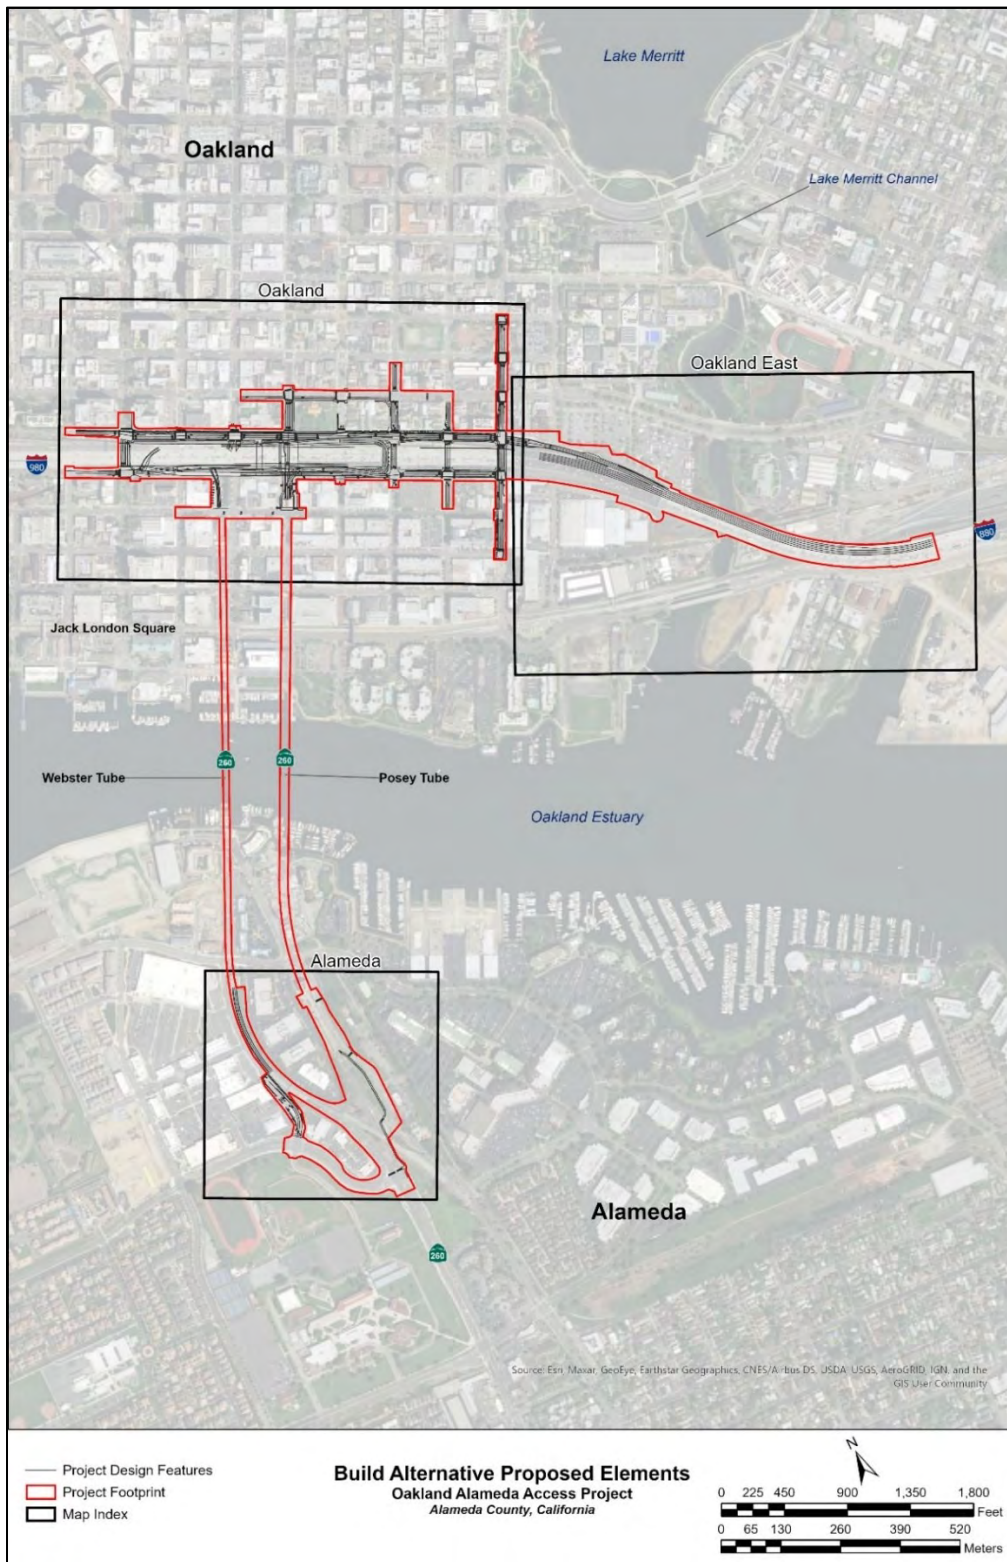 Lake Merritt
Oakland
Lake Merritt Channel
Oakland
Oakland East
980
880
Jack London Square
260
260
Webster Tube
Posey Tube
Oakland Estuary
Alameda
Alameda
260
Source: Esri, Maxar, GeoEye, Earthstar Geographics, CNES/Airbus DS, USDA, USGS, AeroGRID, IGN, and the
GIS User Community
N
Project Design Features
Project Footprint
Map Index
Build Alternative Proposed Elements
Oakland Alameda Access Project
Alameda County, California
0 225 450 900 1,350 1,800
Feet
0 65 130 260 390 520
Meters